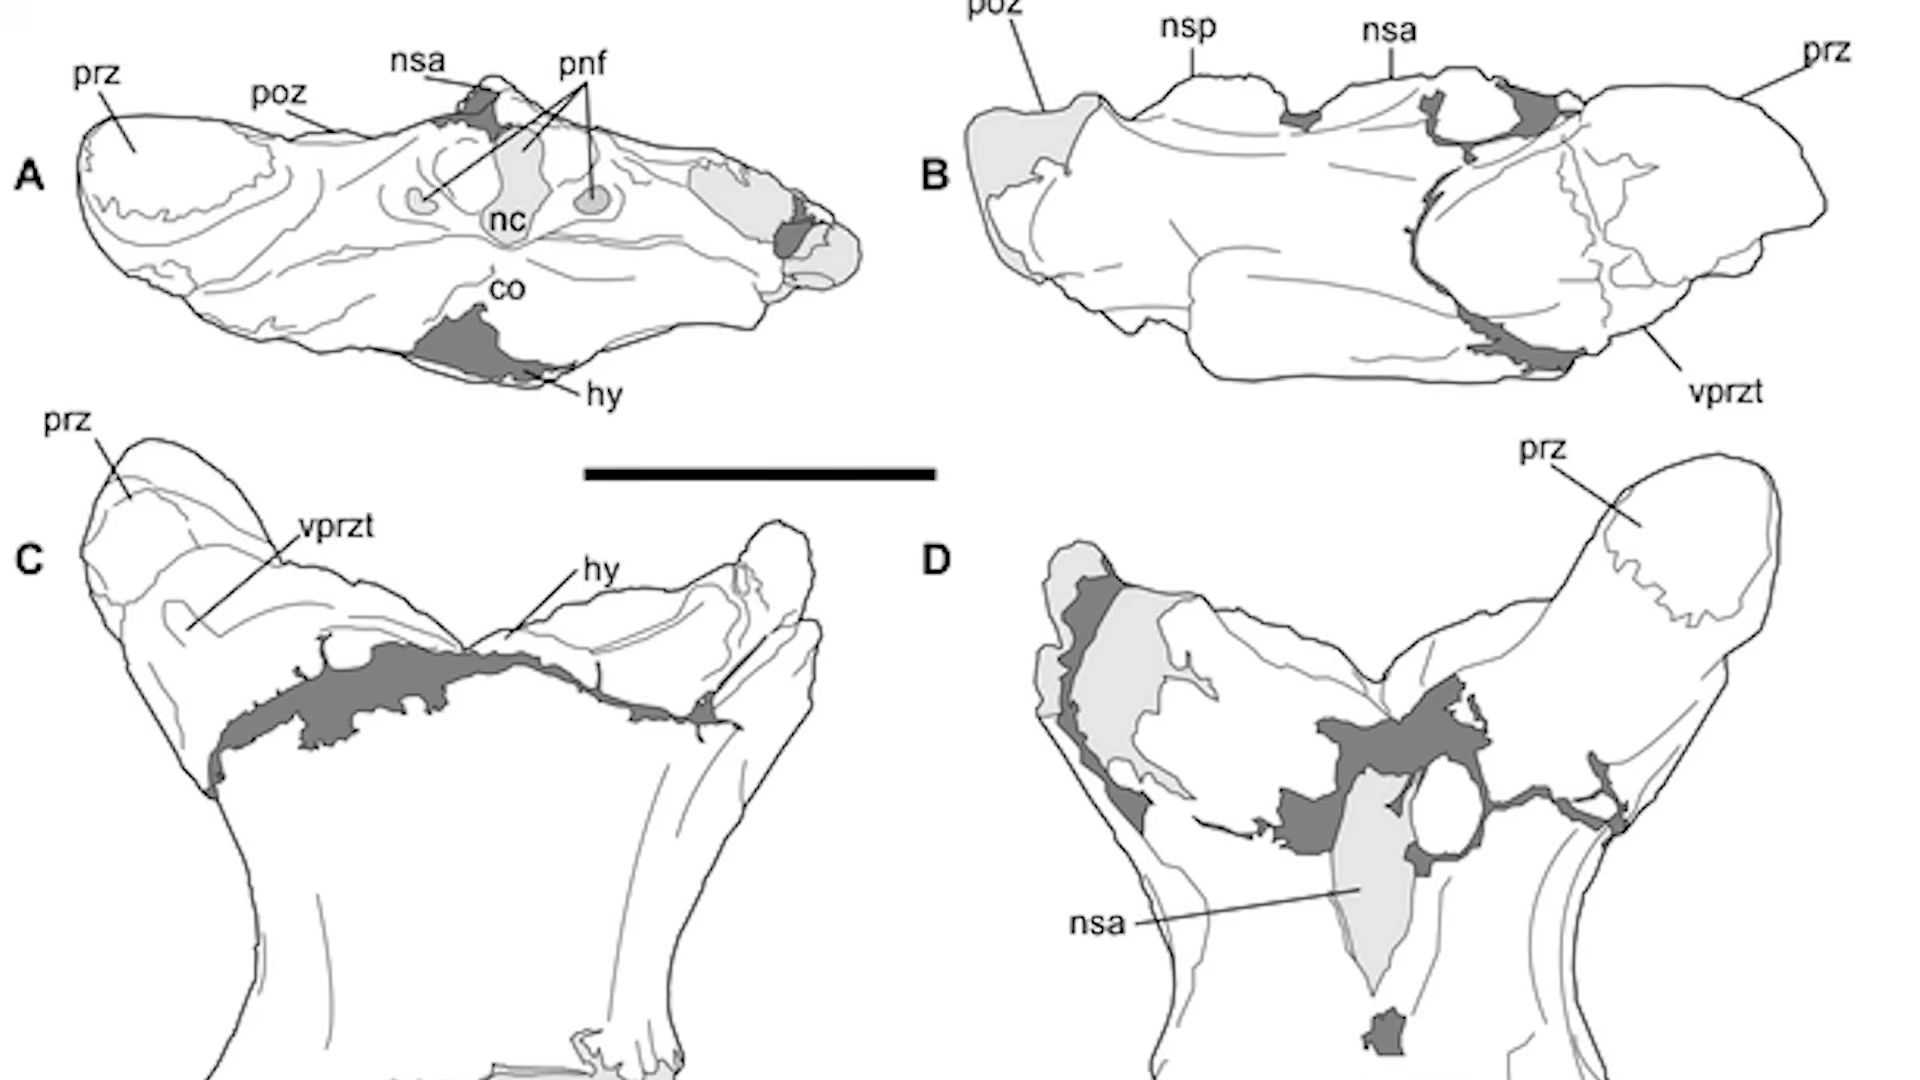 prz
poz
nsa
pnf
A
nc
co
hy
poz
nsp
nsa
prz
B
vprzt
prz
vprzt
hy
C
prz
D
nsa